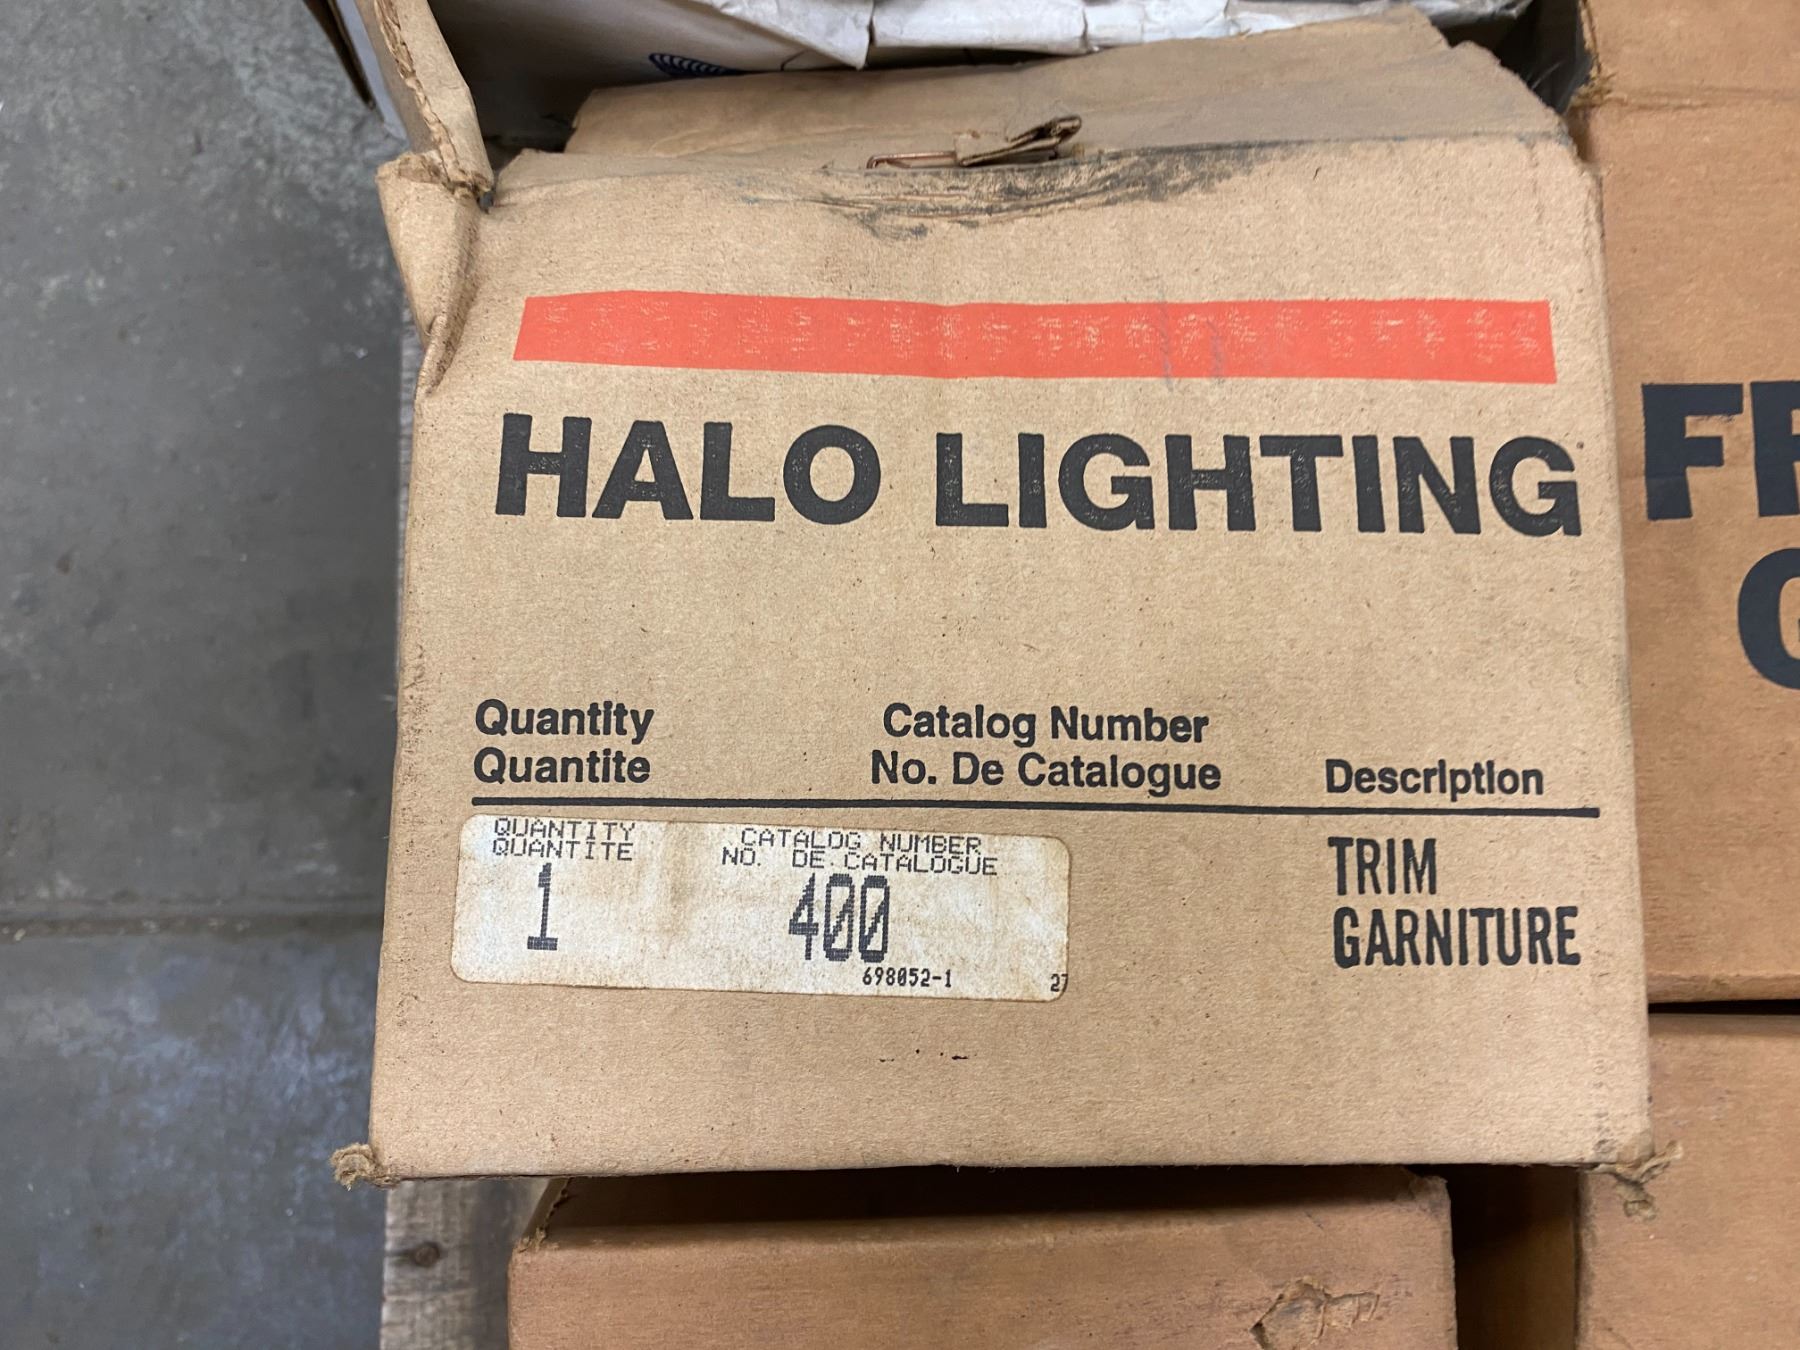 HALO LIGHTING
Quantity
Quantite
Catalog Number
No. De Catalogue
Description
QUANTITY
QUANTITE
1
CATALOG NUMBER
NO. DE CATALOGUE
400
698052-1
27
TRIM
GARNITURE